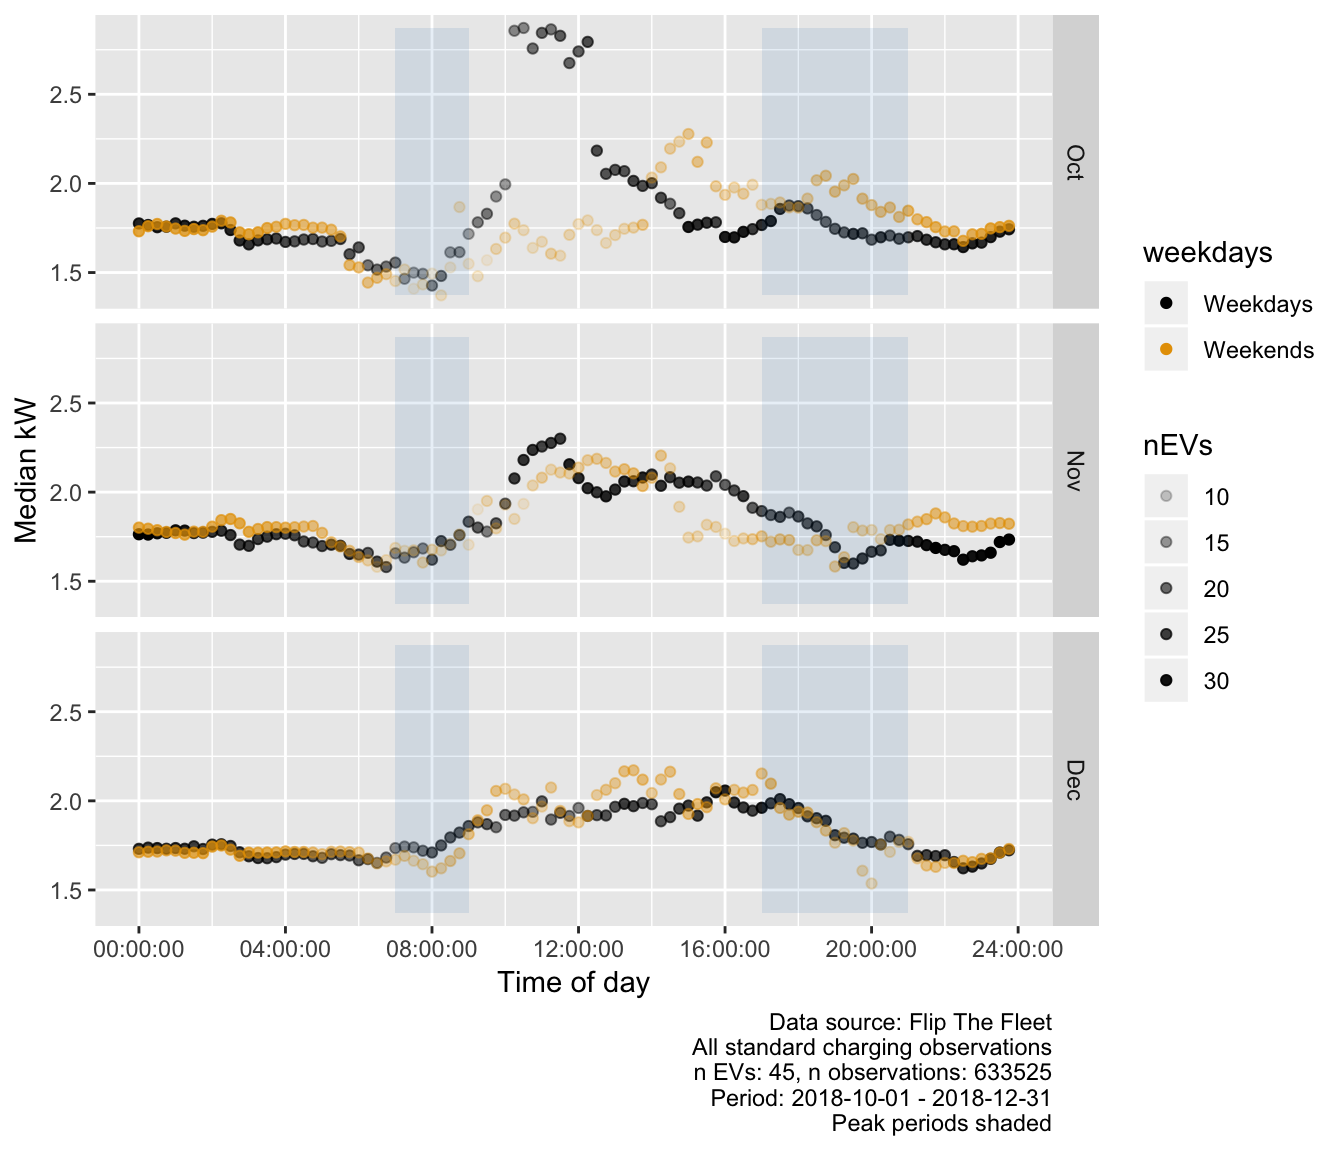 2.5
2.0
1.5
Oct
2.5
2.0
1.5
Nov
2.5
2.0
1.5
Dec
Median kW
00:00:00 04:00:00 08:00:00 12:00:00 16:00:00 20:00:00 24:00:00
Time of day
weekdays
Weekdays
Weekends
nEVs
10
15
20
25
30
Data source: Flip The Fleet
All standard charging observations
n EVs: 45, n observations: 633525
Period: 2018-10-01 - 2018-12-31
Peak periods shaded